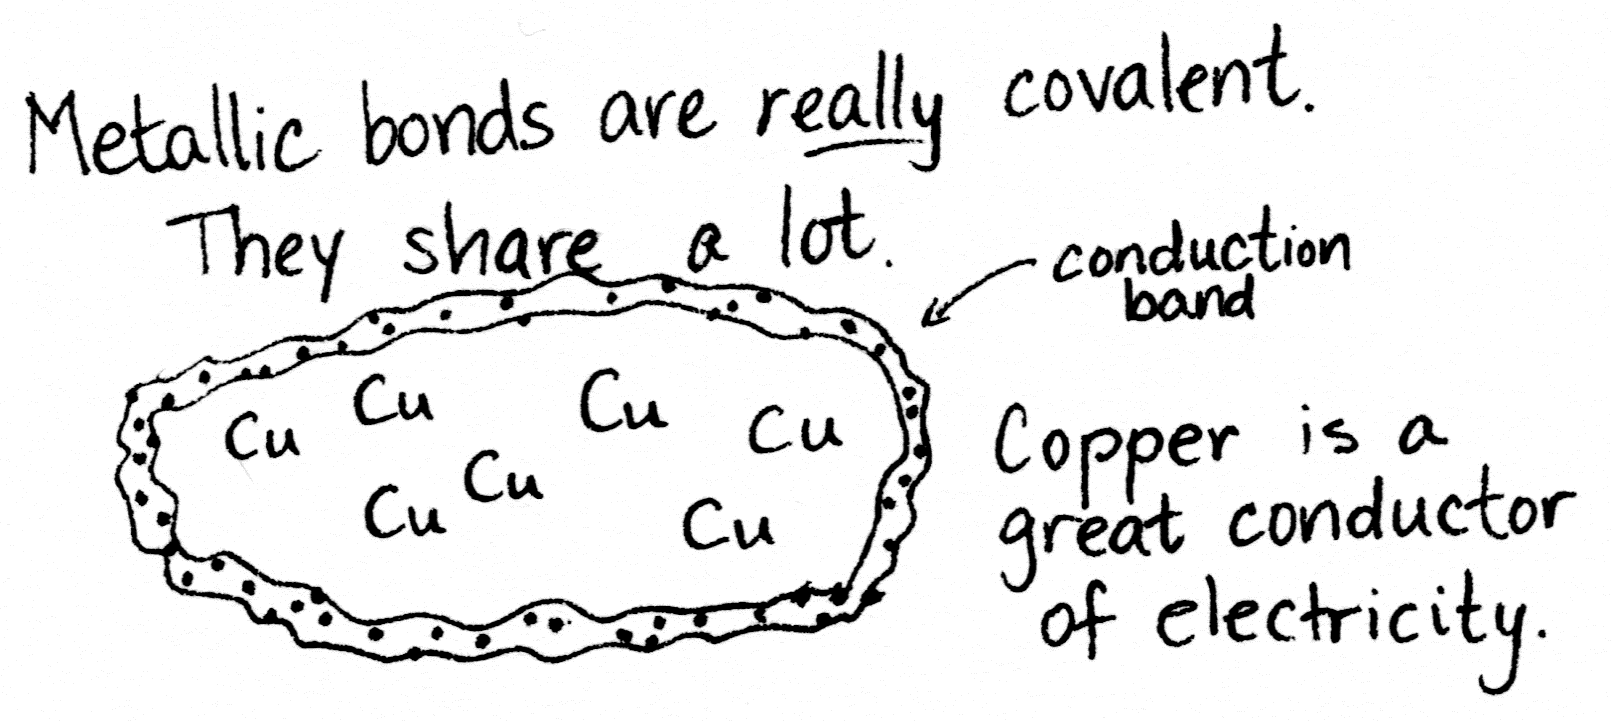 Metallic bonds are really covalent.
They share a lot.
conduction
band
Cu Cu Cu Cu
Cu Cu Cu
Copper is a
great conductor
of electricity.